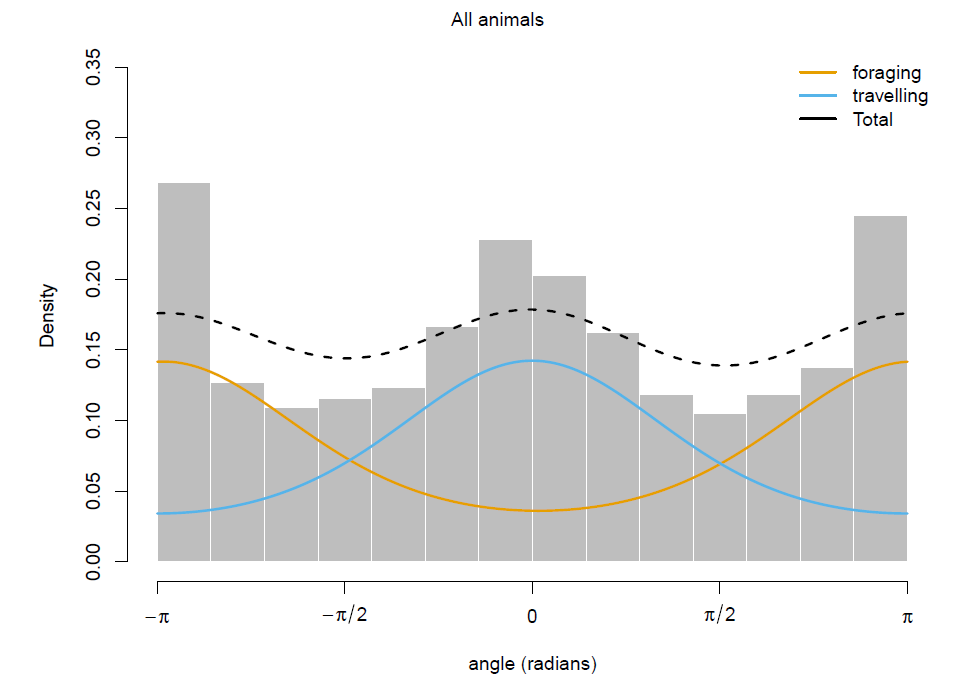 All animals
foraging
travelling
Total
Density
0.35
0.30
0.25
0.20
0.15
0.10
0.05
0.00
−π
−π/2
0
π/2
π
angle (radians)